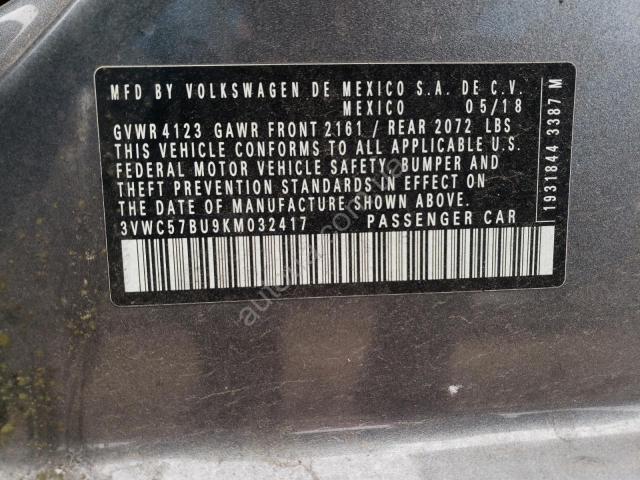 MFD BY VOLKSWAGEN DE MEXICO S.A. DE C.V.
MEXICO 05/18
GVWR 4123 GAWR FRONT 2161 / REAR 2072 LBS
THIS VEHICLE CONFORMS TO ALL APPLICABLE U.S.
FEDERAL MOTOR VEHICLE SAFETY, BUMPER AND
THEFT PREVENTION STANDARDS IN EFFECT ON
THE DATE OF MANUFACTURE SHOWN ABOVE.
3VWC57BU9KM032417 PASSENGER CAR
1931844 3387 M